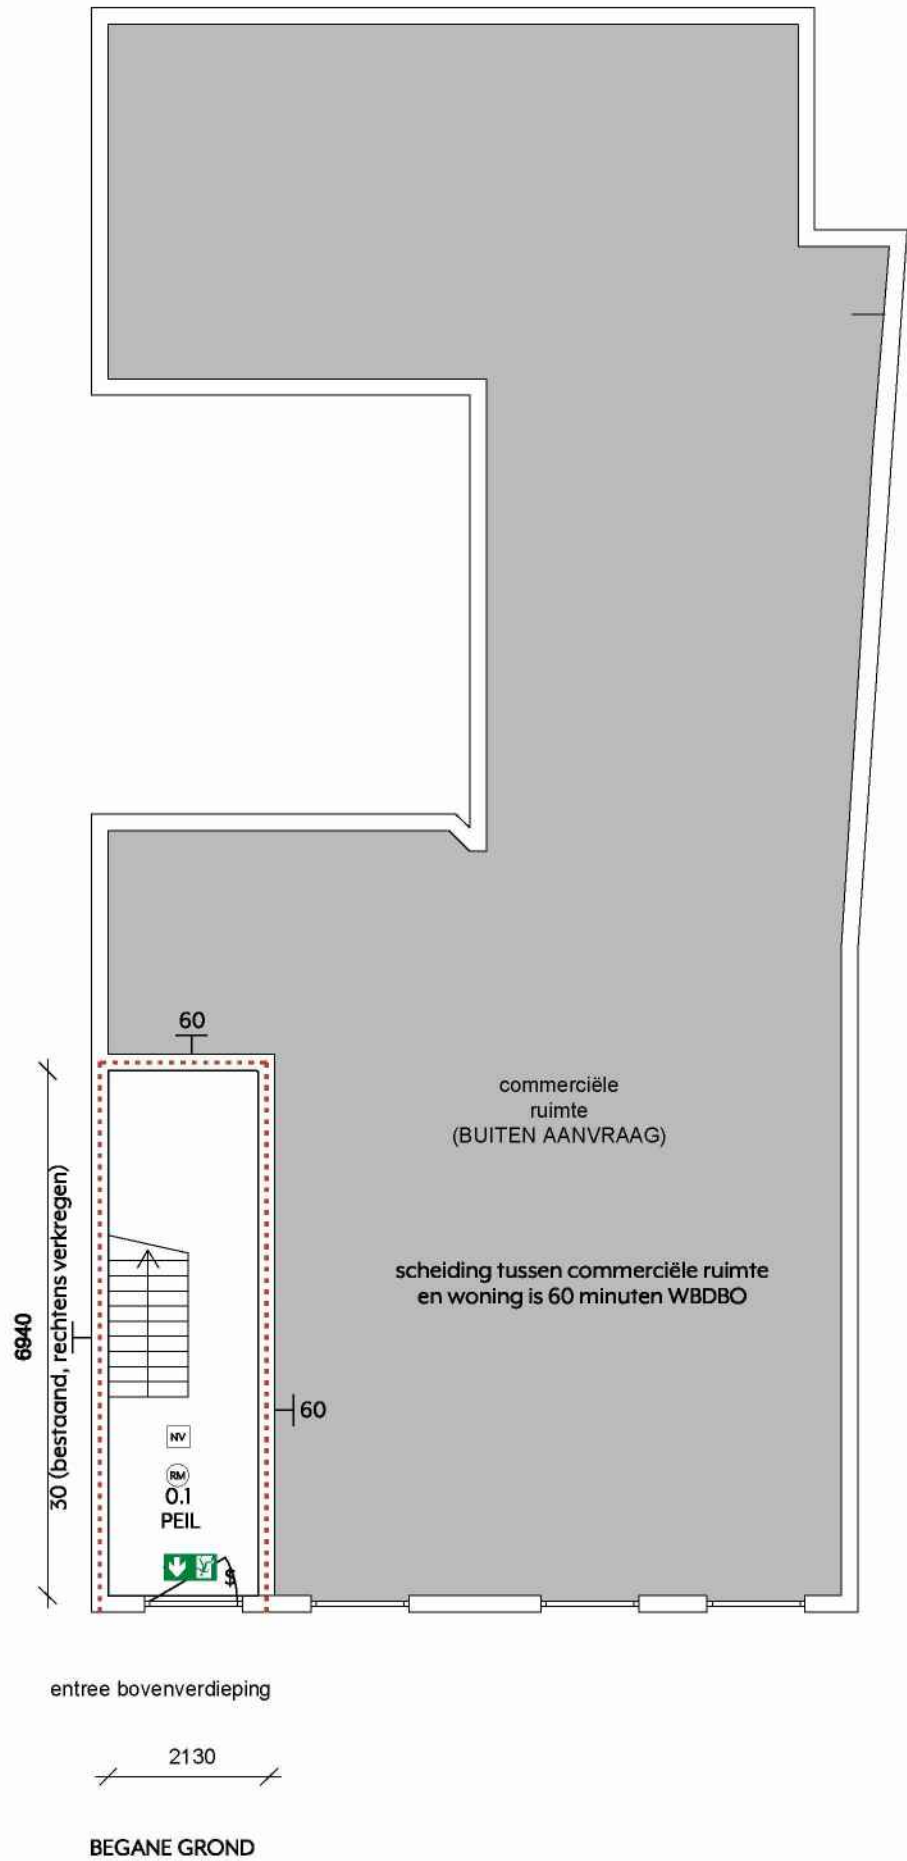 60
commerciële
ruimte
(BUITEN AANVRAAG)
scheiding tussen commerciële ruimte
en woning is 60 minuten WBDBO
6940
30 (bestaand, rechtens verkregen)
60
NV
RM
0.1
PEIL
$
entree bovenverdieping
2130
BEGANE GROND